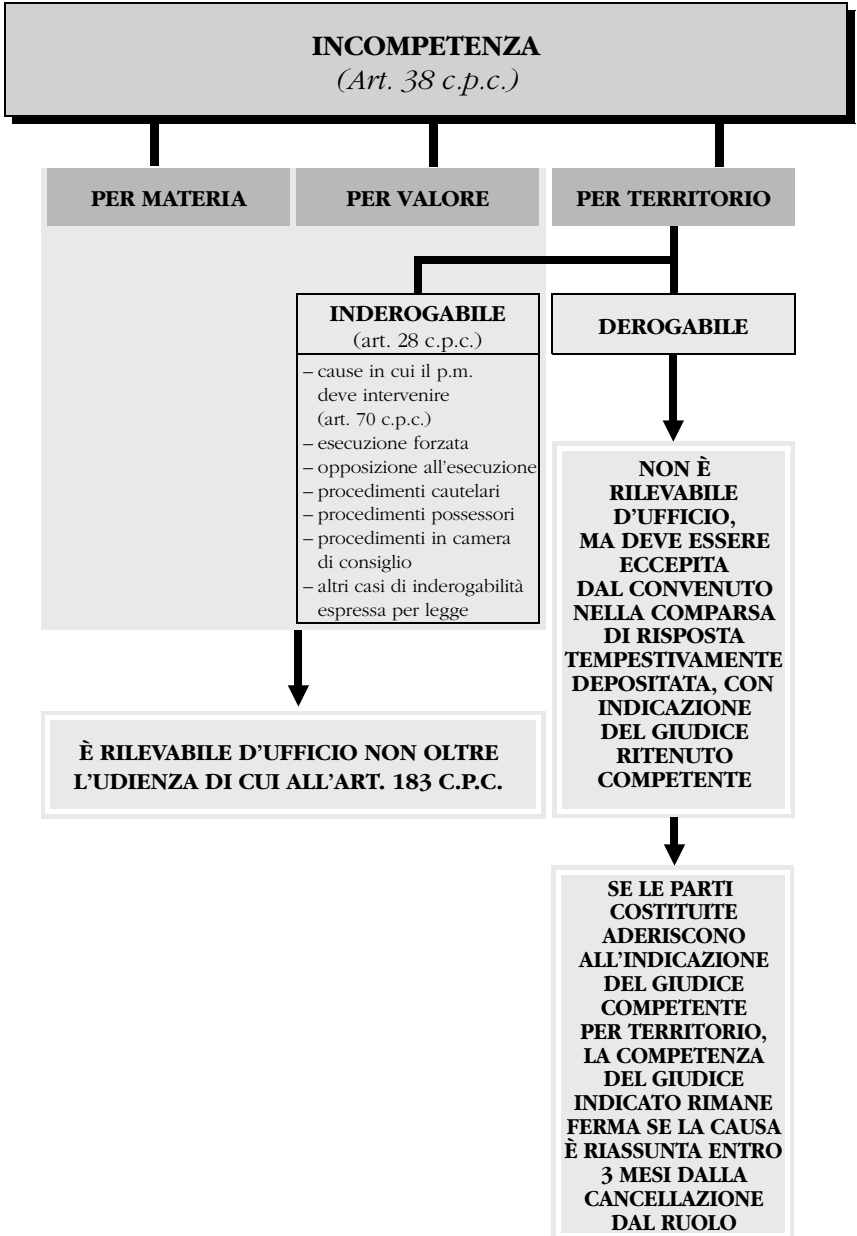 INCOMPETENZA
(Art. 38 c.p.c.)
PER MATERIA
PER VALORE
PER TERRITORIO
INDEROGABILE
(art. 28 c.p.c.)
– cause in cui il p.m.
deve intervenire
(art. 70 c.p.c.)
– esecuzione forzata
– opposizione all'esecuzione
– procedimenti cautelari
– procedimenti possessori
– procedimenti in camera
di consiglio
– altri casi di inderogabilità
espressa per legge
È RILEVABILE D'UFFICIO NON OLTRE
L'UDIENZA DI CUI ALL'ART. 183 C.P.C.
DEROGABILE
NON È
RILEVABILE
D'UFFICIO,
MA DEVE ESSERE
ECCEPITA
DAL CONVENUTO
NELLA COMPARSA
DI RISPOSTA
TEMPESTIVAMENTE
DEPOSITATA, CON
INDICAZIONE
DEL GIUDICE
RITENUTO
COMPETENTE
SE LE PARTI
COSTITUITE
ADERISCONO
ALL'INDICAZIONE
DEL GIUDICE
COMPETENTE
PER TERRITORIO,
LA COMPETENZA
DEL GIUDICE
INDICATO RIMANE
FERMA SE LA CAUSA
È RIASSUNTA ENTRO
3 MESI DALLA
CANCELLAZIONE
DAL RUOLO